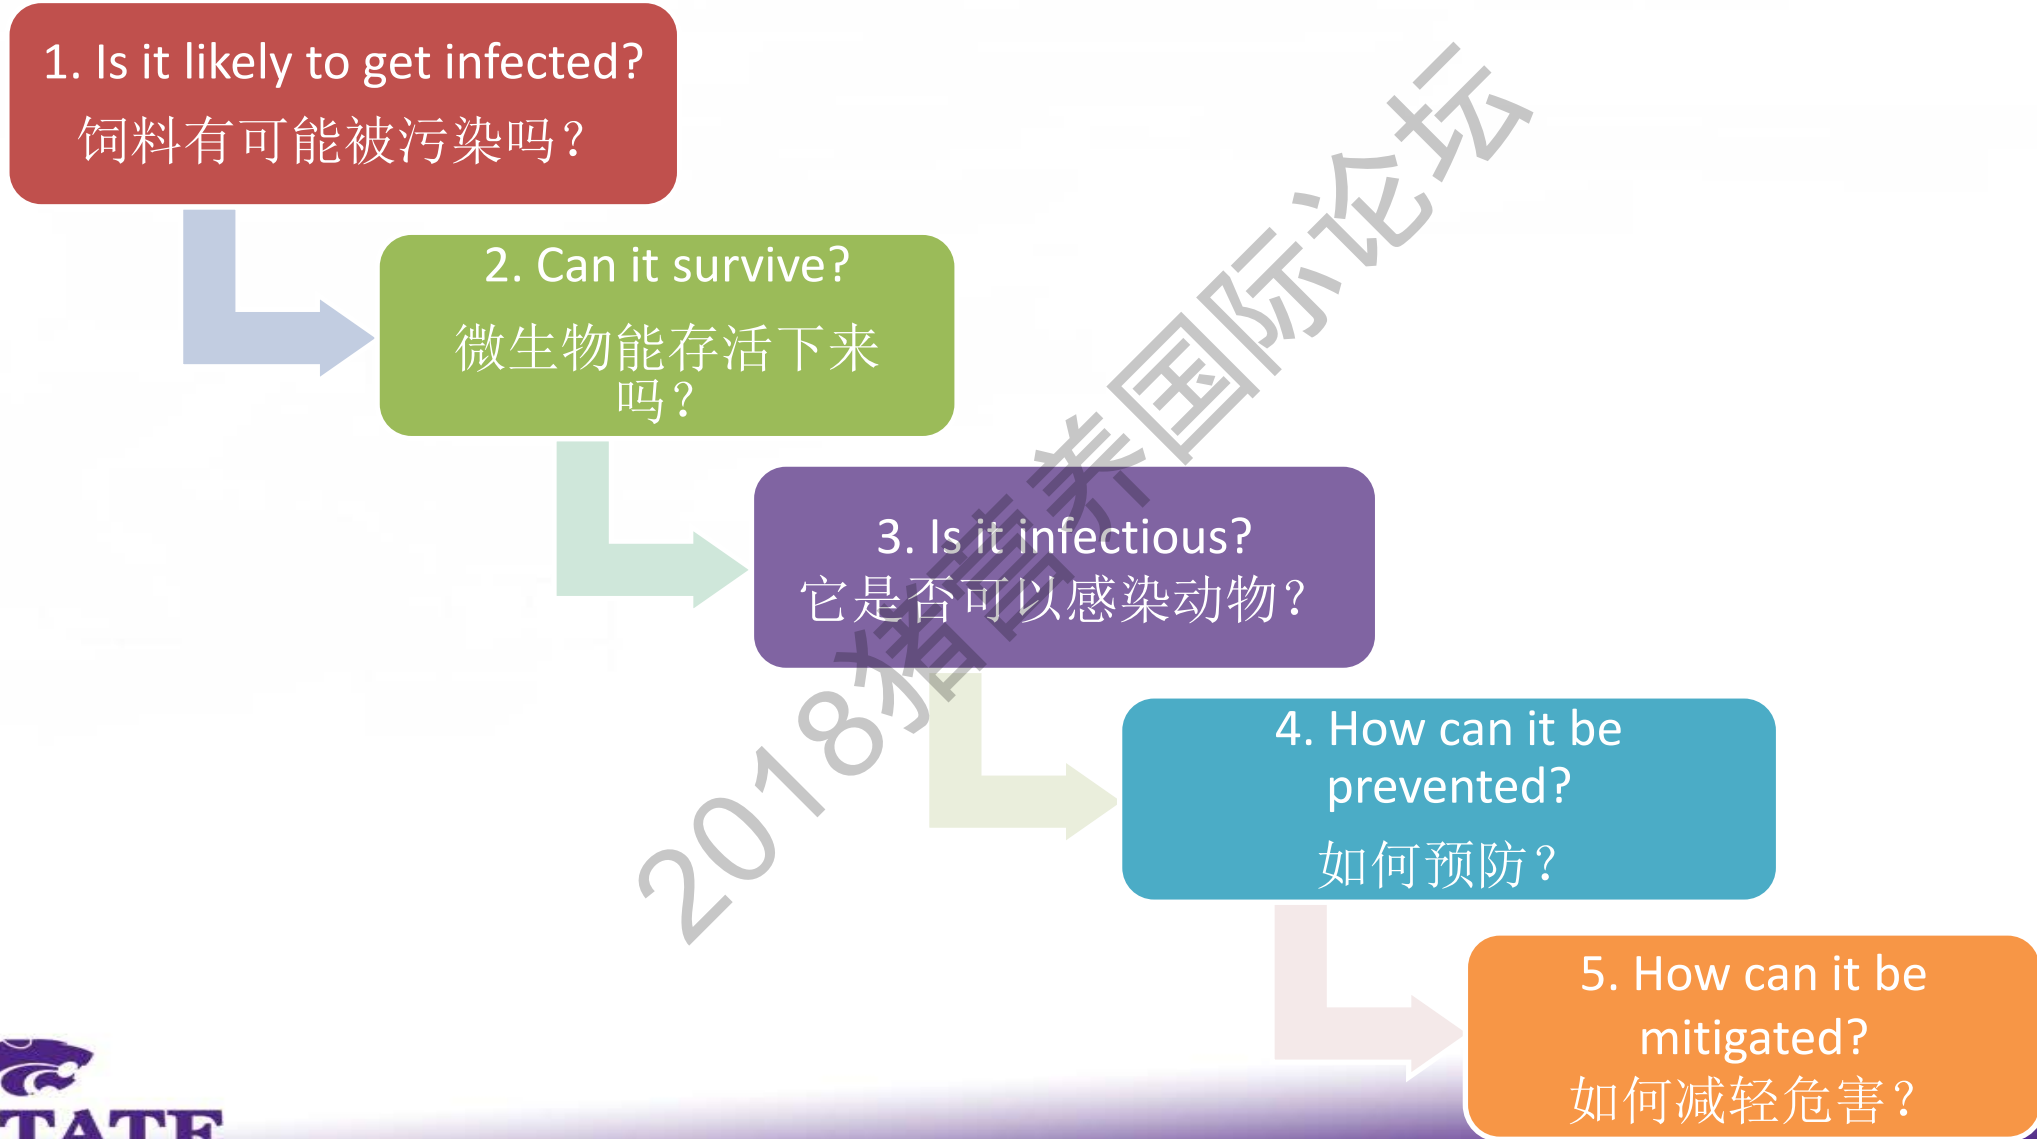 1. Is it likely to get infected?
饲料有可能被污染吗?
2. Can it survive?
微生物能存活下来
吗?
3. Is it infectious?
它是否可以感染动物?
4. How can it be
prevented?
如何预防?
5. How can it be
mitigated?
如何减轻危害?
2018猪营养国际论坛
TATE